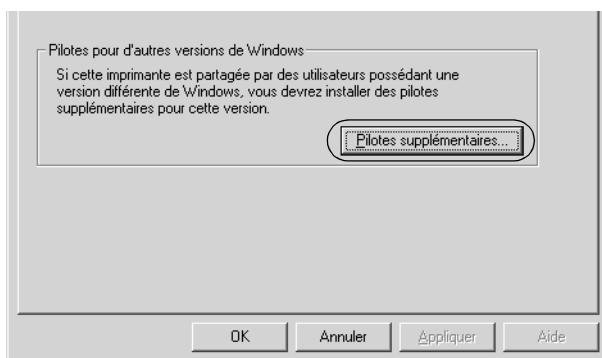 Pilotes pour d'autres versions de Windows
Si cette imprimante est partagée par des utilisateurs possédant une
version différente de Windows, vous devrez installer des pilotes
supplémentaires pour cette version.
Pilotes supplémentaires...
OK Annuler Appliquer Aide